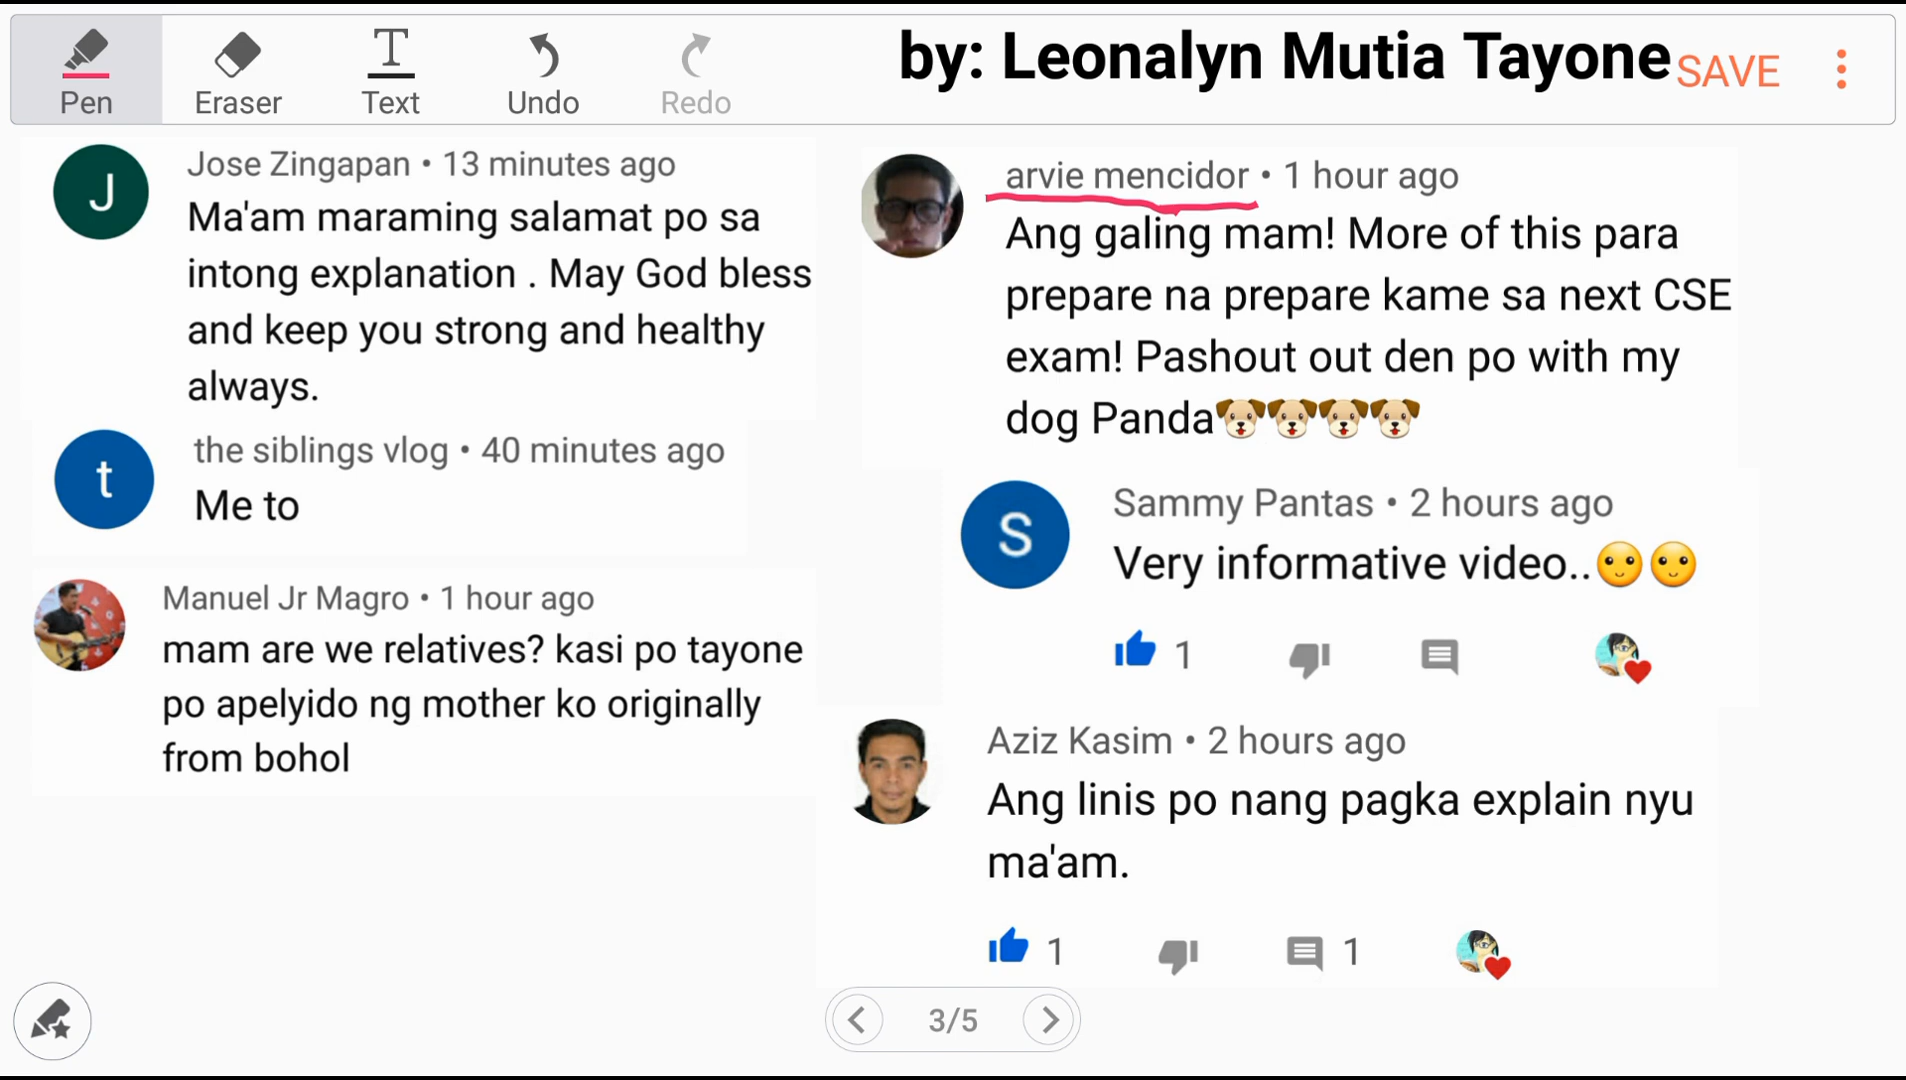 Pen
Eraser
Text
Undo
Redo
by: Leonalyn Mutia Tayone
SAVE
J
Jose Zingapan • 13 minutes ago
Ma'am maraming salamat po sa
intong explanation . May God bless
and keep you strong and healthy
always.
t
the siblings vlog • 40 minutes ago
Me to
Manuel Jr Magro • 1 hour ago
mam are we relatives? kasi po tayone
po apelyido ng mother ko originally
from bohol
arvie mencidor • 1 hour ago
Ang galing mam! More of this para
prepare na prepare kame sa next CSE
exam! Pashout out den po with my
dog Panda🐶🐶🐶🐶
S
Sammy Pantas • 2 hours ago
Very informative video..🙂🙂
1
Aziz Kasim • 2 hours ago
Ang linis po nang pagka explain nyu
ma'am.
1
1
3/5